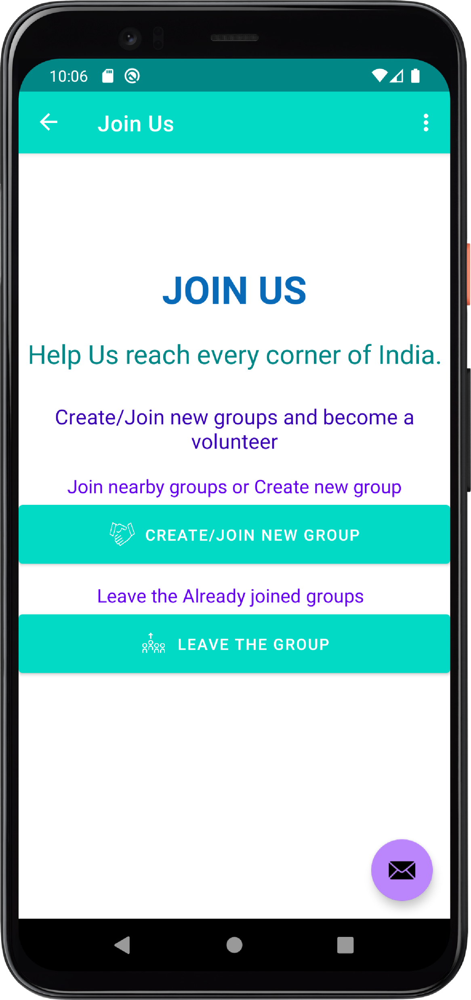 10:06
Join Us
JOIN US
Help Us reach every corner of India.
Create/Join new groups and become a
volunteer
Join nearby groups or Create new group
CREATE/JOIN NEW GROUP
Leave the Already joined groups
LEAVE THE GROUP